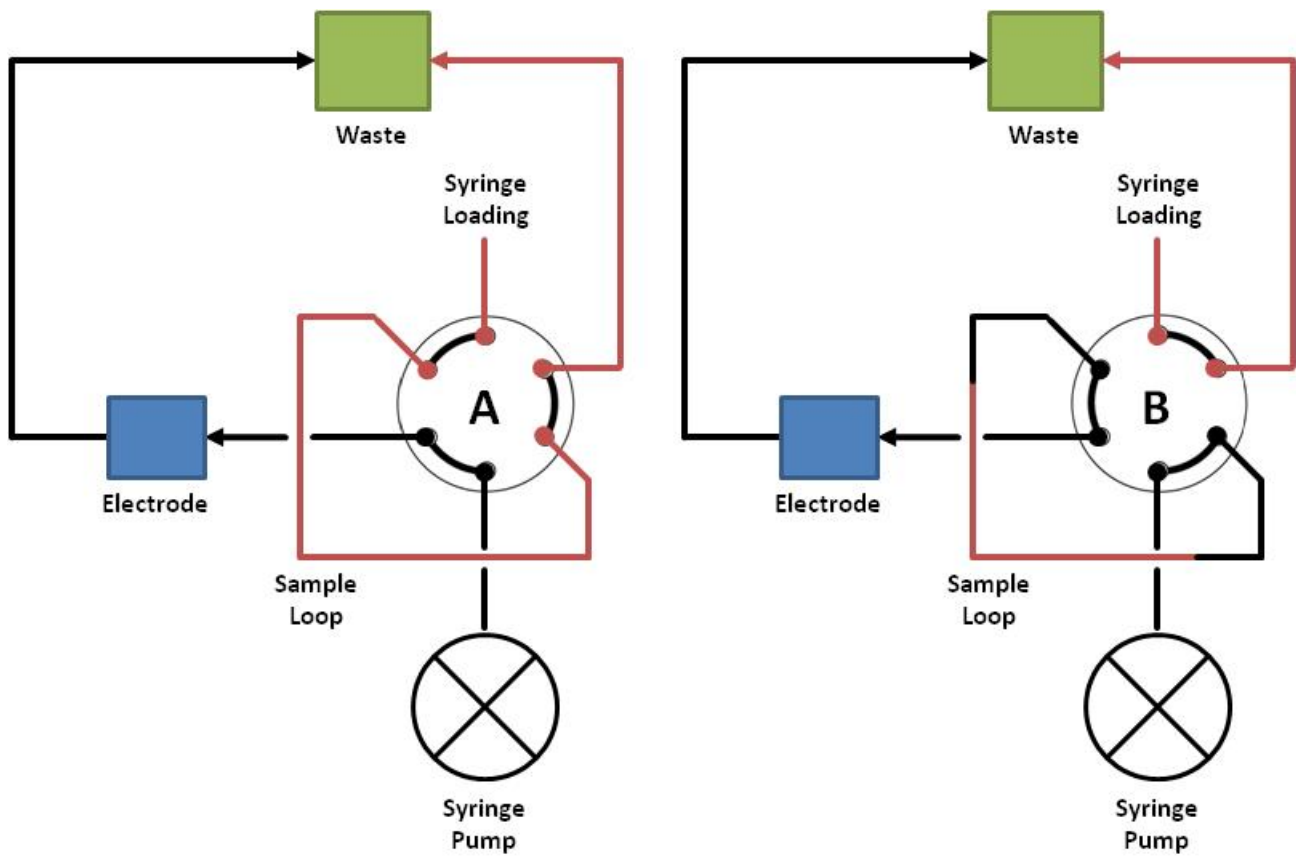 Waste
Syringe
Loading
A
Electrode
Sample
Loop
Syringe
Pump
Waste
Syringe
Loading
B
Electrode
Sample
Loop
Syringe
Pump